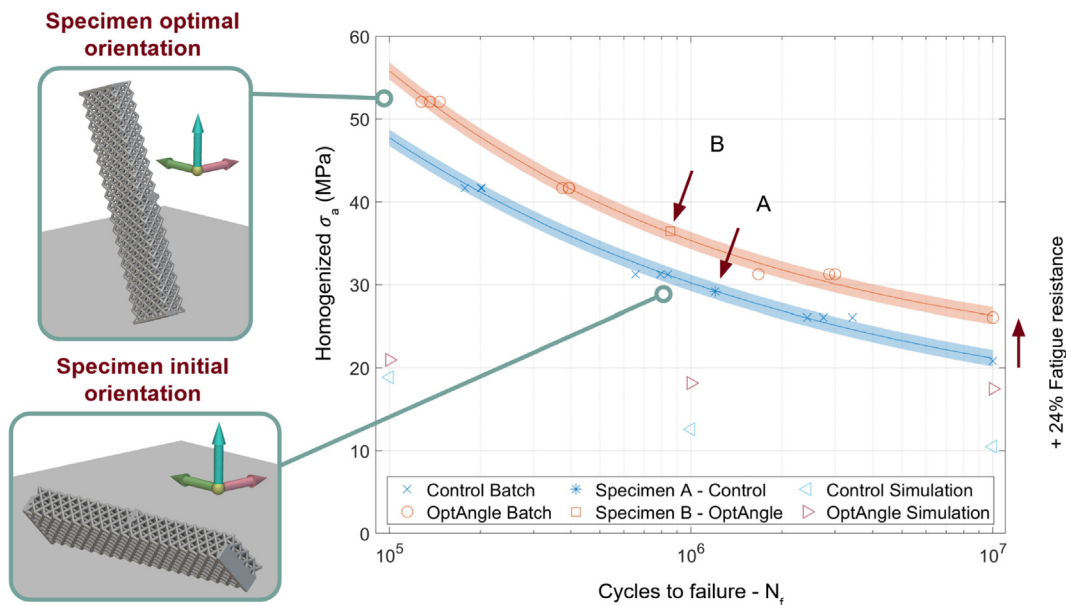 Specimen optimal
orientation
Specimen initial
orientation
Homogenized σa (MPa)
60
50
40
30
20
10
0
B
A
Control Batch
OptAngle Batch
Specimen A - Control
Specimen B - OptAngle
Control Simulation
OptAngle Simulation
10^5
10^6
10^7
Cycles to failure - Nf
+ 24% Fatigue resistance